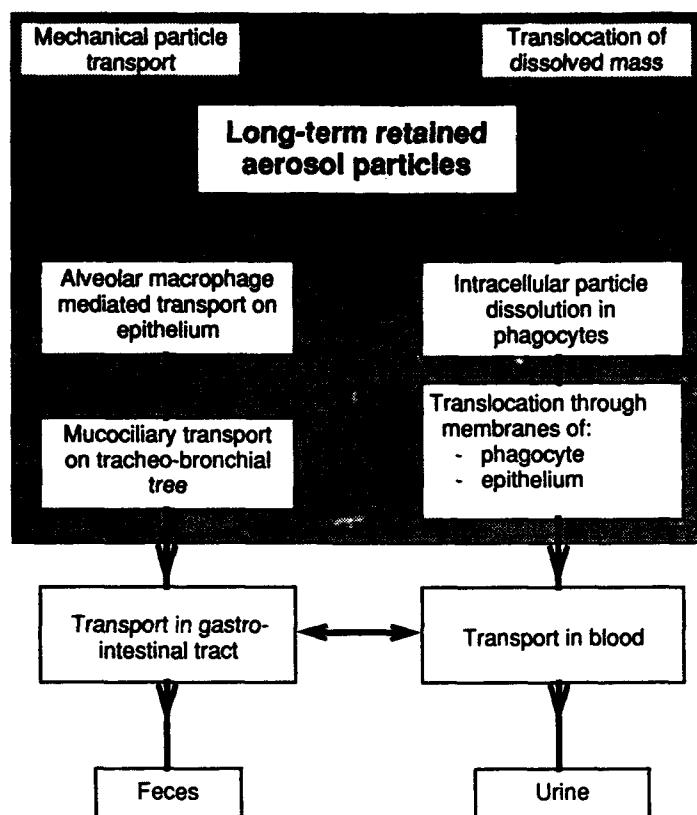 Mechanical particle
transport
Translocation of
dissolved mass
Long-term retained
aerosol particles
Alveolar macrophage
mediated transport on
epithelium
Intracellular particle
dissolution in
phagocytes
Mucociliary transport
on tracheo-bronchial
tree
Translocation through
membranes of:
- phagocyte
- epithelium
Transport in gastro-
intestinal tract
Transport in blood
Feces
Urine